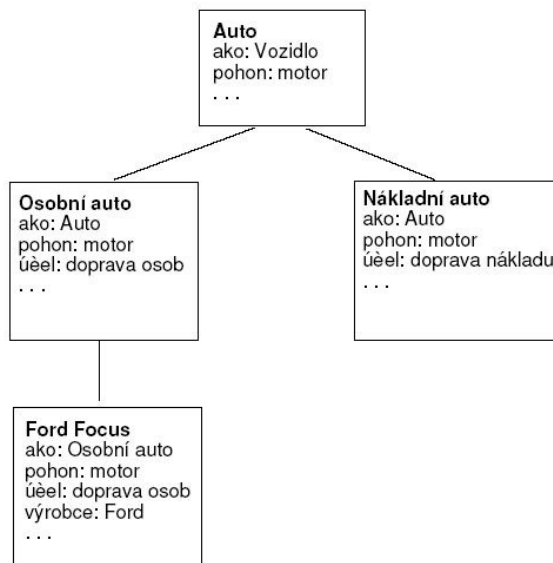 Auto
ako: Vozidlo
pohon: motor
. . .
Osobní auto
ako: Auto
pohon: motor
úèel: doprava osob
. . .
Nákladní auto
ako: Auto
pohon: motor
úèel: doprava nákladu
. . .
Ford Focus
ako: Osobní auto
pohon: motor
úèel: doprava osob
výrobce: Ford
. . .